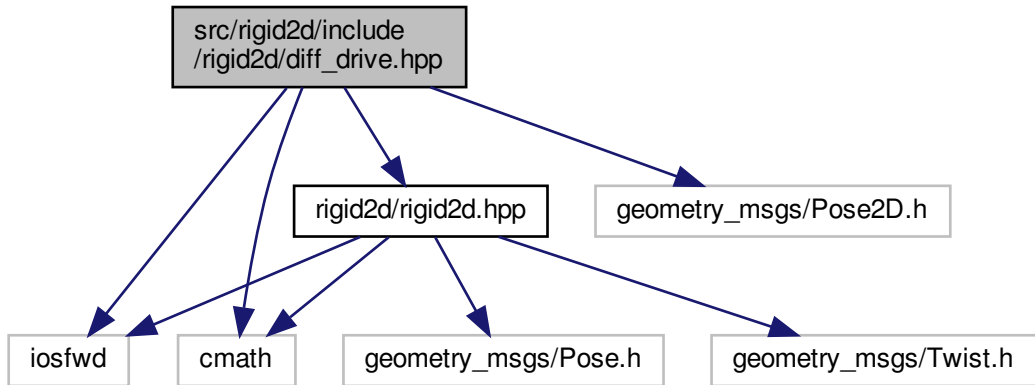 src/rigid2d/include
/rigid2d/diff_drive.hpp
rigid2d/rigid2d.hpp
geometry_msgs/Pose2D.h
iosfwd
cmath
geometry_msgs/Pose.h
geometry_msgs/Twist.h